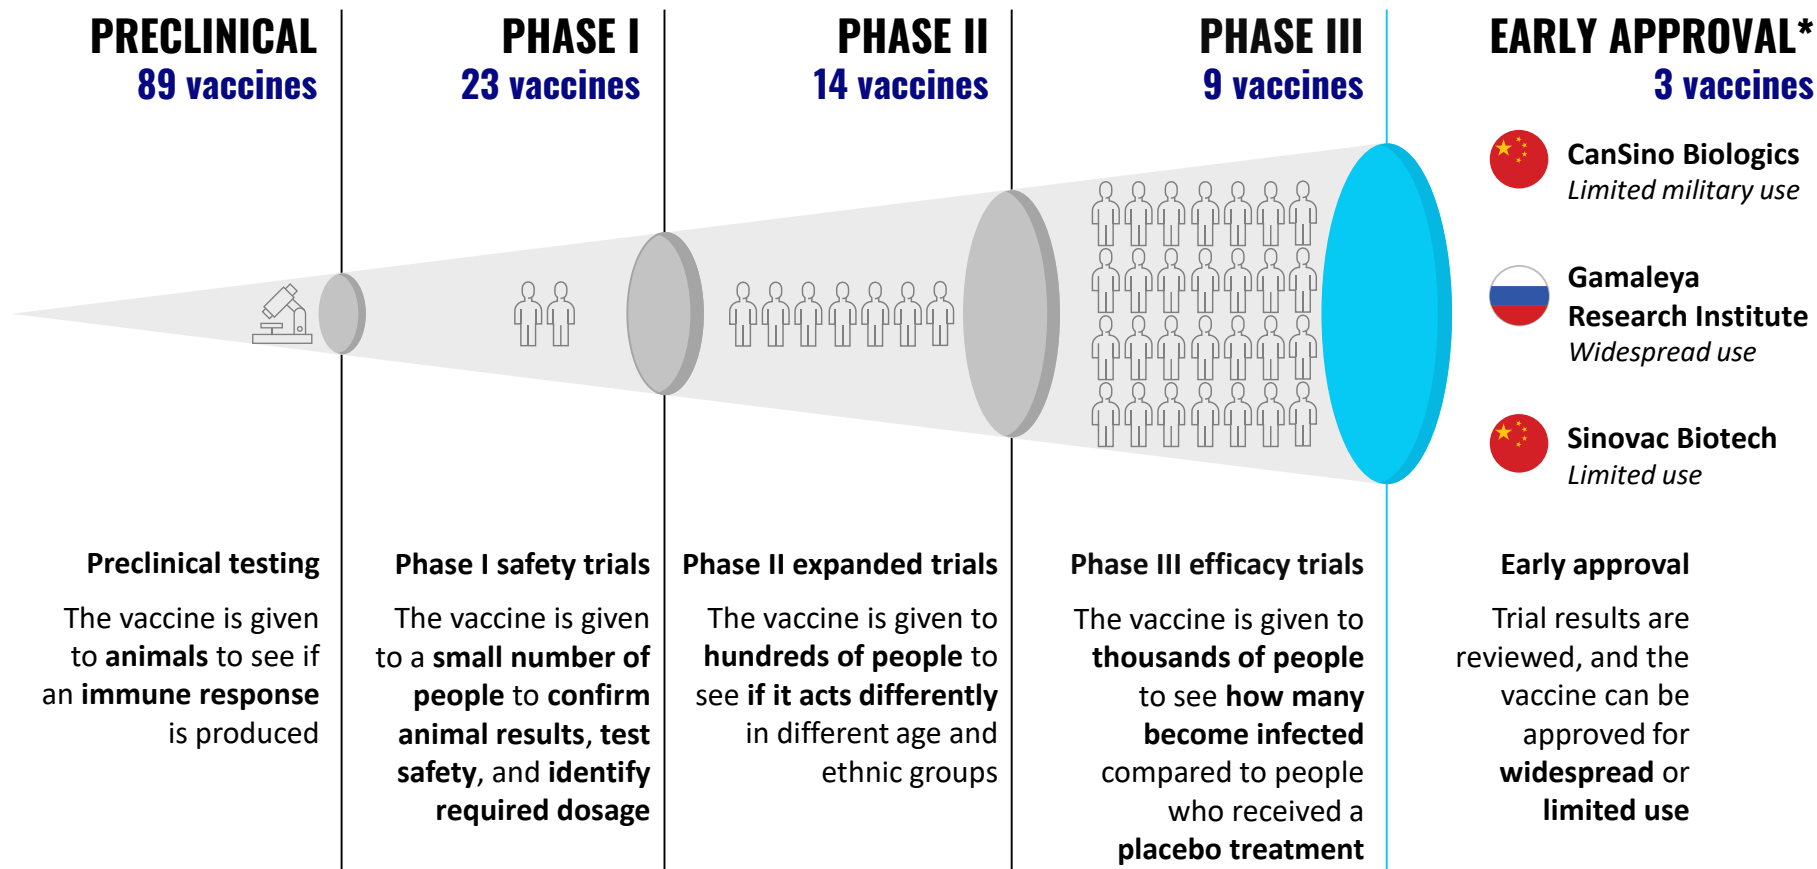 PRECLINICAL
89 vaccines
PHASE I
23 vaccines
PHASE II
14 vaccines
PHASE III
9 vaccines
EARLY APPROVAL*
3 vaccines
CanSino Biologics
Limited military use
Gamaleya
Research Institute
Widespread use
Sinovac Biotech
Limited use
Preclinical testing
The vaccine is given
to animals to see if
an immune response
is produced
Phase I safety trials
The vaccine is given
to a small number of
people to confirm
animal results, test
safety, and identify
required dosage
Phase II expanded trials
The vaccine is given to
hundreds of people to
see if it acts differently
in different age and
ethnic groups
Phase III efficacy trials
The vaccine is given to
thousands of people
to see how many
become infected
compared to people
who received a
placebo treatment
Early approval
Trial results are
reviewed, and the
vaccine can be
approved for
widespread or
limited use